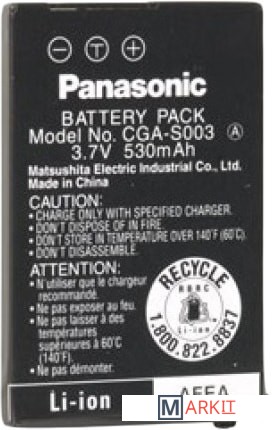 Panasonic
BATTERY PACK
Model No. CGA-S003 A
3.7V 530mAh
Matsushita Electric Industrial Co., Ltd.
Made in China
CAUTION:
• CHARGE ONLY WITH SPECIFIED CHARGER.
• DON'T DISPOSE OF IN FIRE.
• DON'T STORE IN TEMPERATURE OVER 140°F (60°C).
• DON'T DISASSEMBLE.
ATTENTION:
• N'utiliser que le chargeur
recommandé.
• Ne pas exposer au feu.
• Ne pas laisser à des
températures
supérieures à 60°C
(140°F).
• Ne pas démonter.
RECYCLE
RBRC
Li-ion
1.800.822.8837
Li-ion
MARKIT